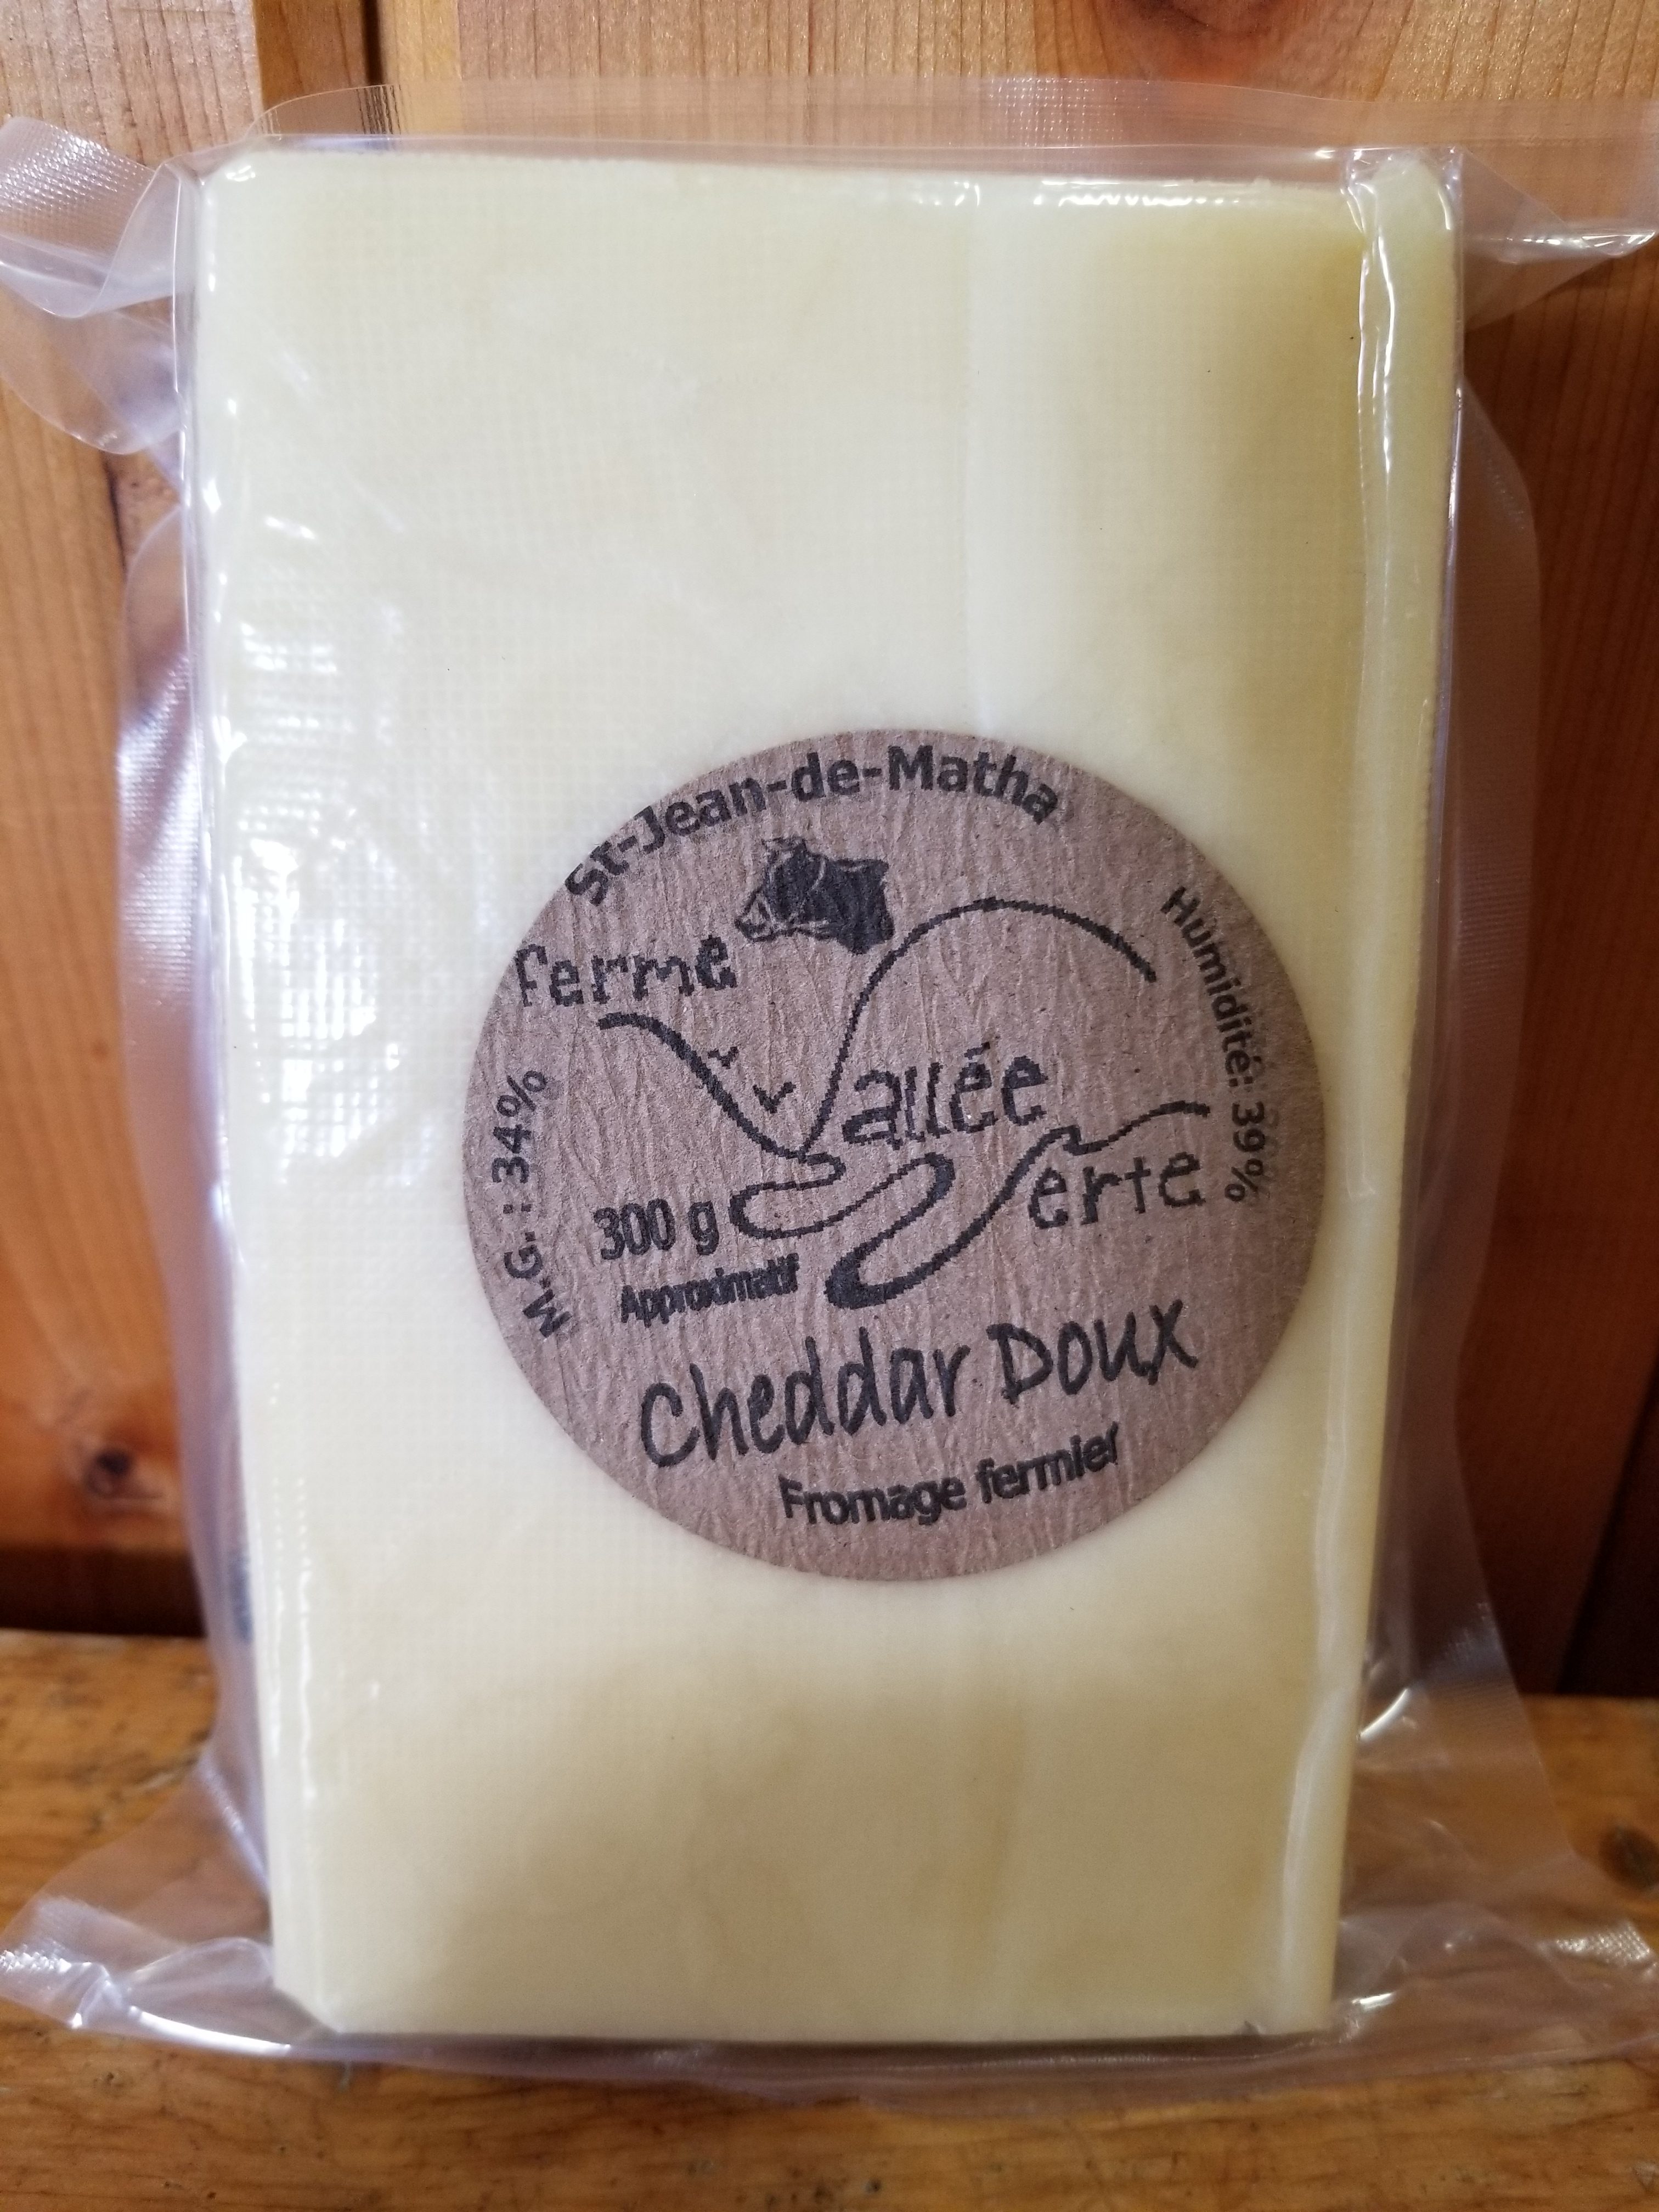 St-Jean-de-Matha
ferme
Vallée
Verte
Humidité: 39%
M.G. : 34%
300 g
Approximatif
Cheddar Doux
Fromage fermier